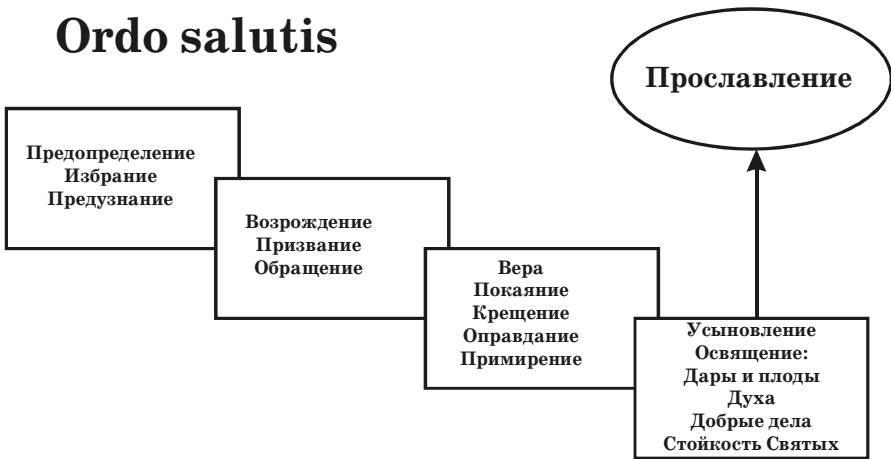 Ordo salutis
Прославление
Предопределение
Избрание
Предузнание
Возрождение
Призвание
Обращение
Вера
Покаяние
Крещение
Оправдание
Примирение
Усыновление
Освящение:
Дары и плоды
Духа
Добрые дела
Стойкость Святых